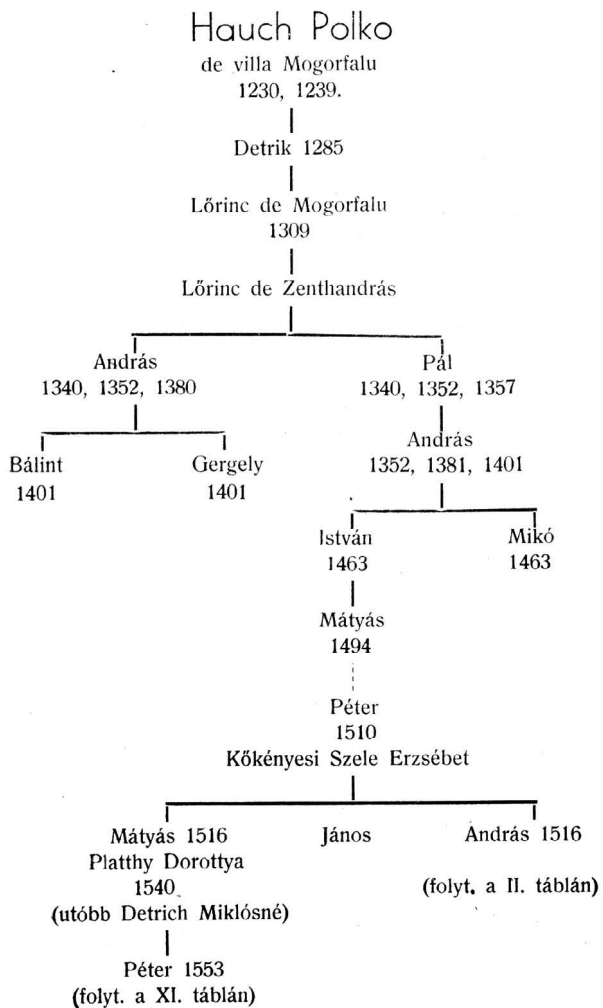 Hauch Polko
de villa Mogorfalu
1230, 1239.
Detrik 1285
Lőrinc de Mogorfalu
1309
Lőrinc de Zenthandrás
András
1340, 1352, 1380
Pál
1340, 1352, 1357
Bálint
1401
Gergely
1401
András
1352, 1381, 1401
István
1463
Mikó
1463
Mátyás
1494
Péter
1510
Kőkényesi Szele Erzsébet
Mátyás 1516
Platthy Dorottya
1540
(utóbb Detrich Miklósné)
János
András 1516
(folyt. a II. táblán)
Péter 1553
(folyt. a XI. táblán)